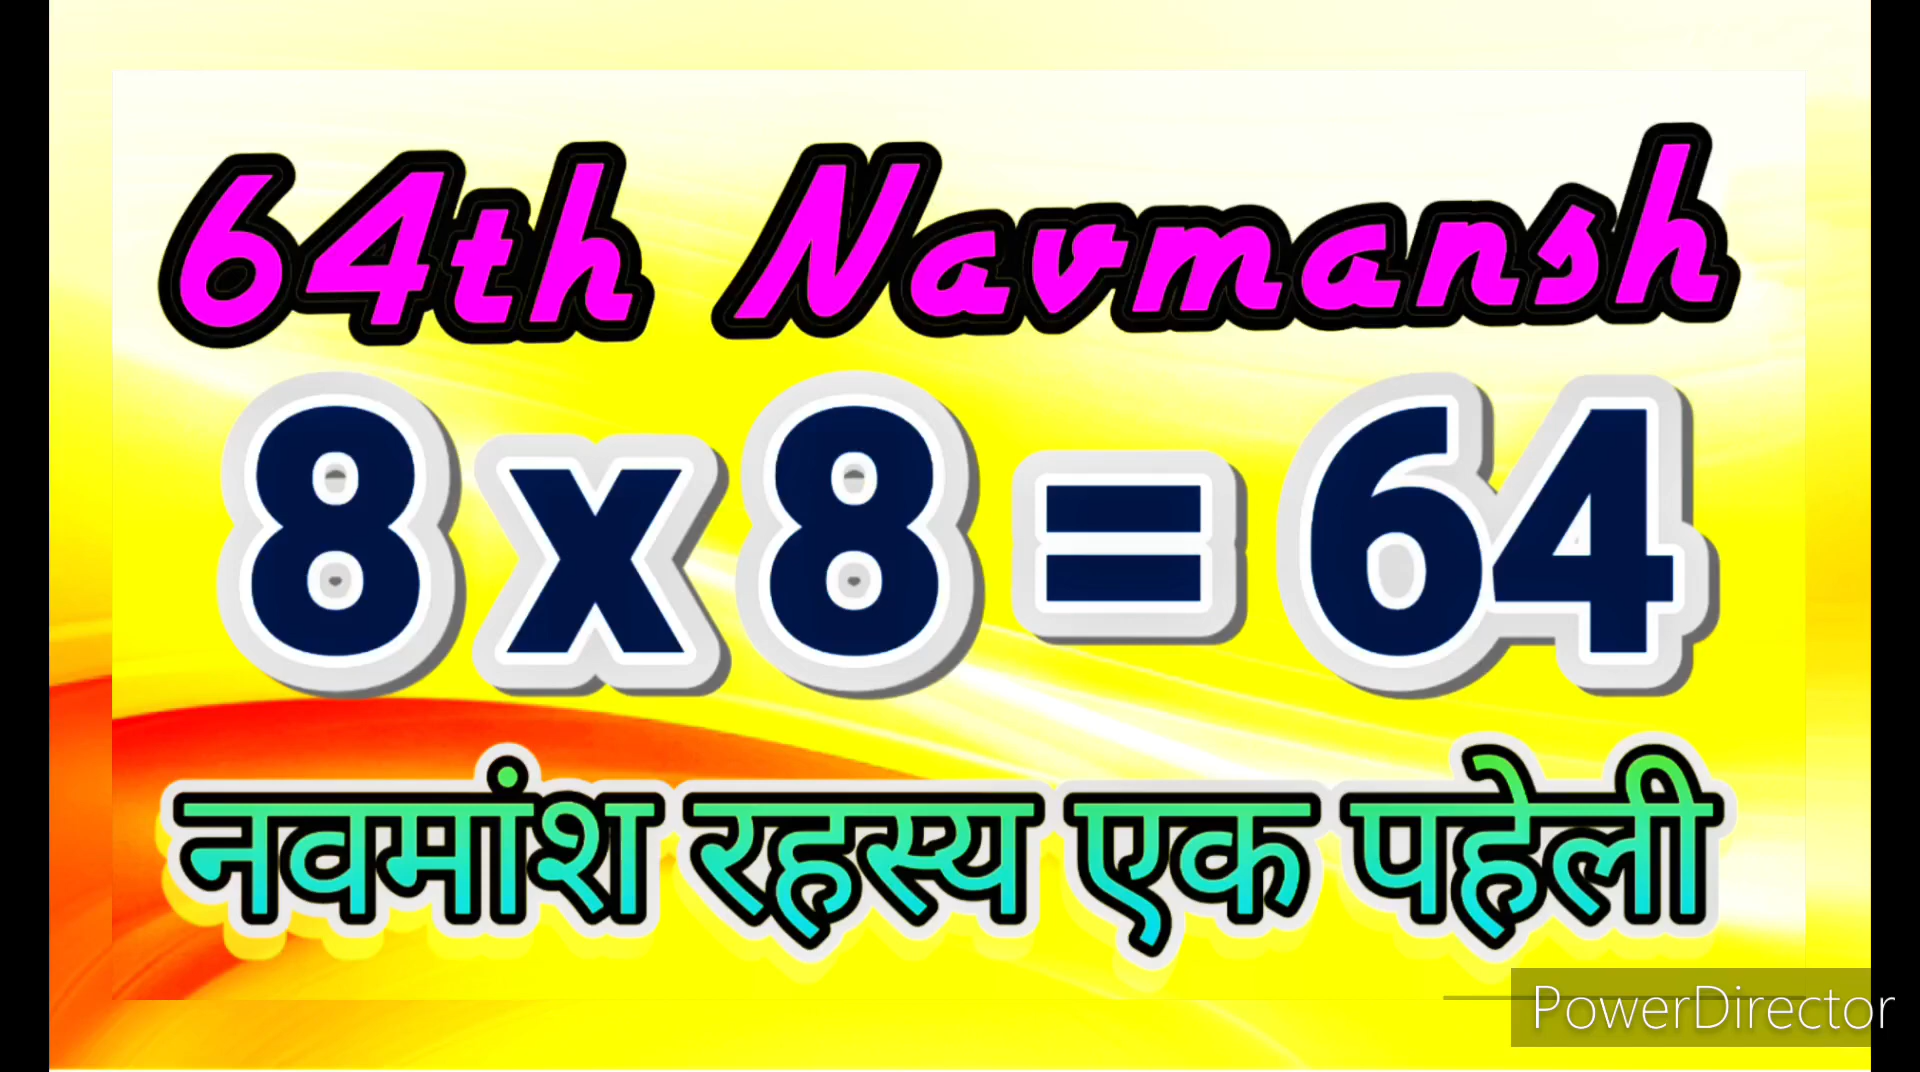 64th Navmansh
8 x 8 = 64
नवमांश रहस्य एक पहेली
PowerDirector